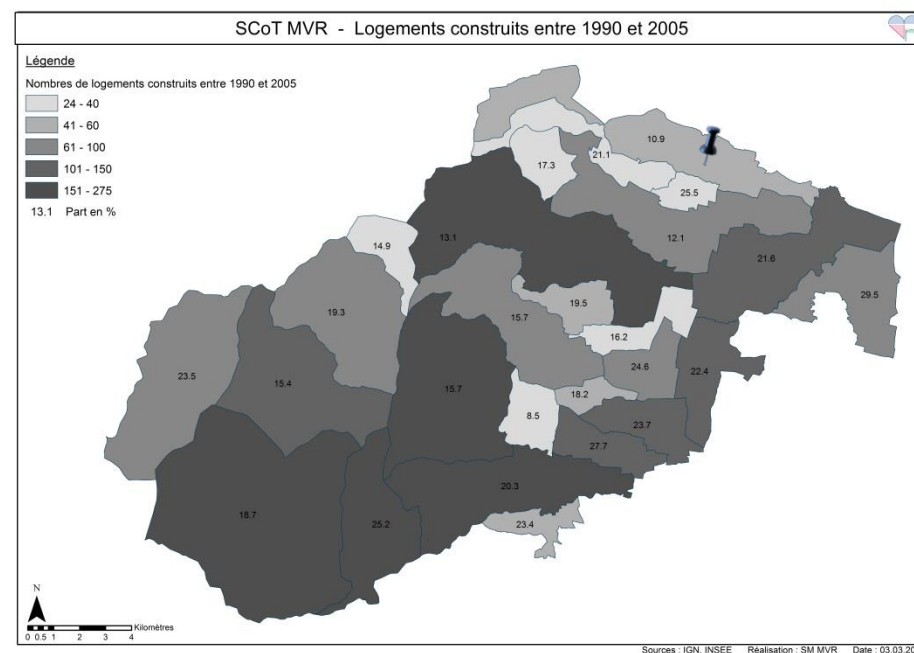 SCoT MVR - Logements construits entre 1990 et 2005
Légende
Nombres de logements construits entre 1990 et 2005
24 - 40
41 - 60
61 - 100
101 - 150
151 - 275
13.1 Part en %
10.9
21.1
17.3
25.5
12.1
13.1
14.9
21.6
29.5
19.5
19.3
15.7
16.2
24.6
22.4
23.5
15.4
15.7
18.2
8.5
23.7
27.7
20.3
18.7
25.2
23.4
N
0 0.5 1 2 3 4 Kilomètres
Sources : IGN, INSEE Réalisation : SM MVR Date : 03.03.20